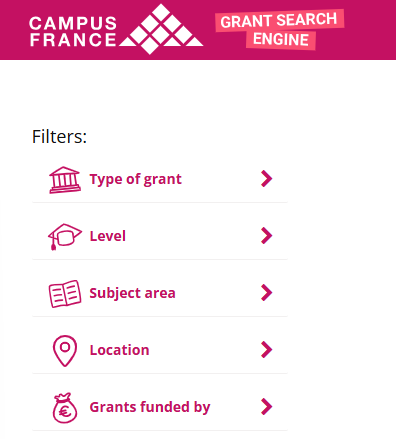 CAMPUS
FRANCE
GRANT SEARCH
ENGINE
Filters:
Type of grant
Level
Subject area
Location
€
Grants funded by